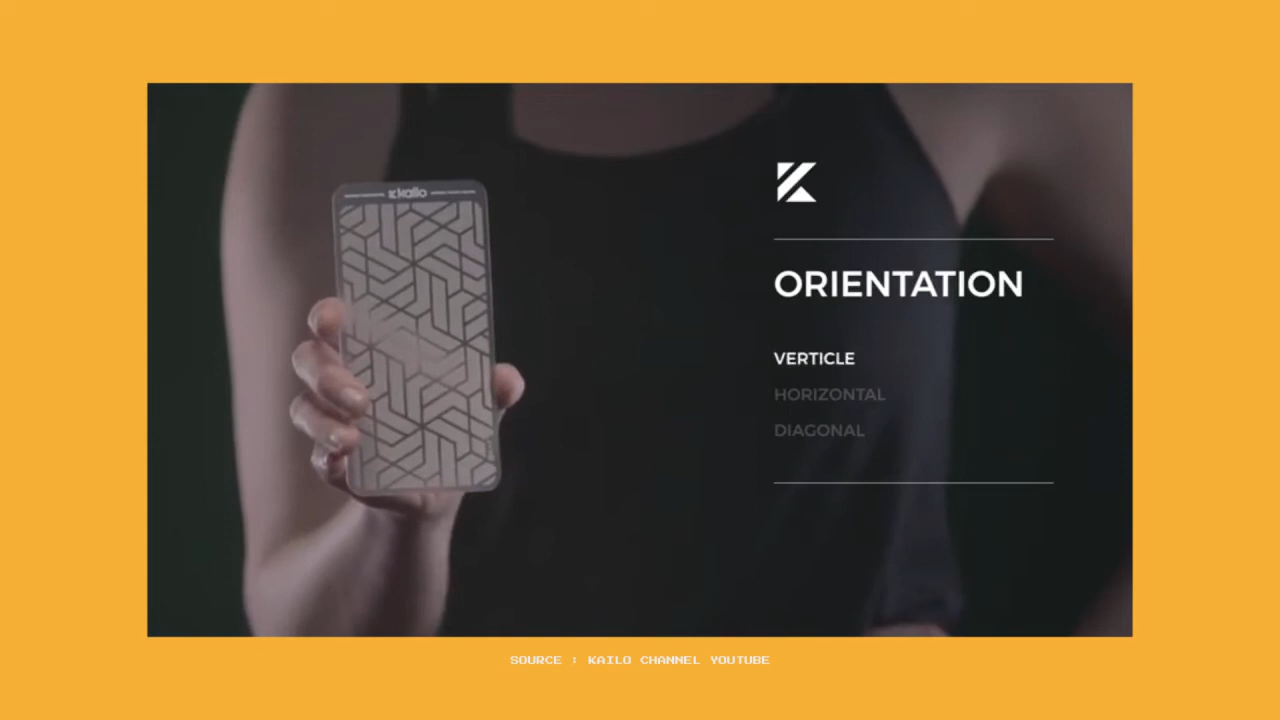 kailo
ORIENTATION
VERTICLE
HORIZONTAL
DIAGONAL
SOURCE : KAILO CHANNEL YOUTUBE